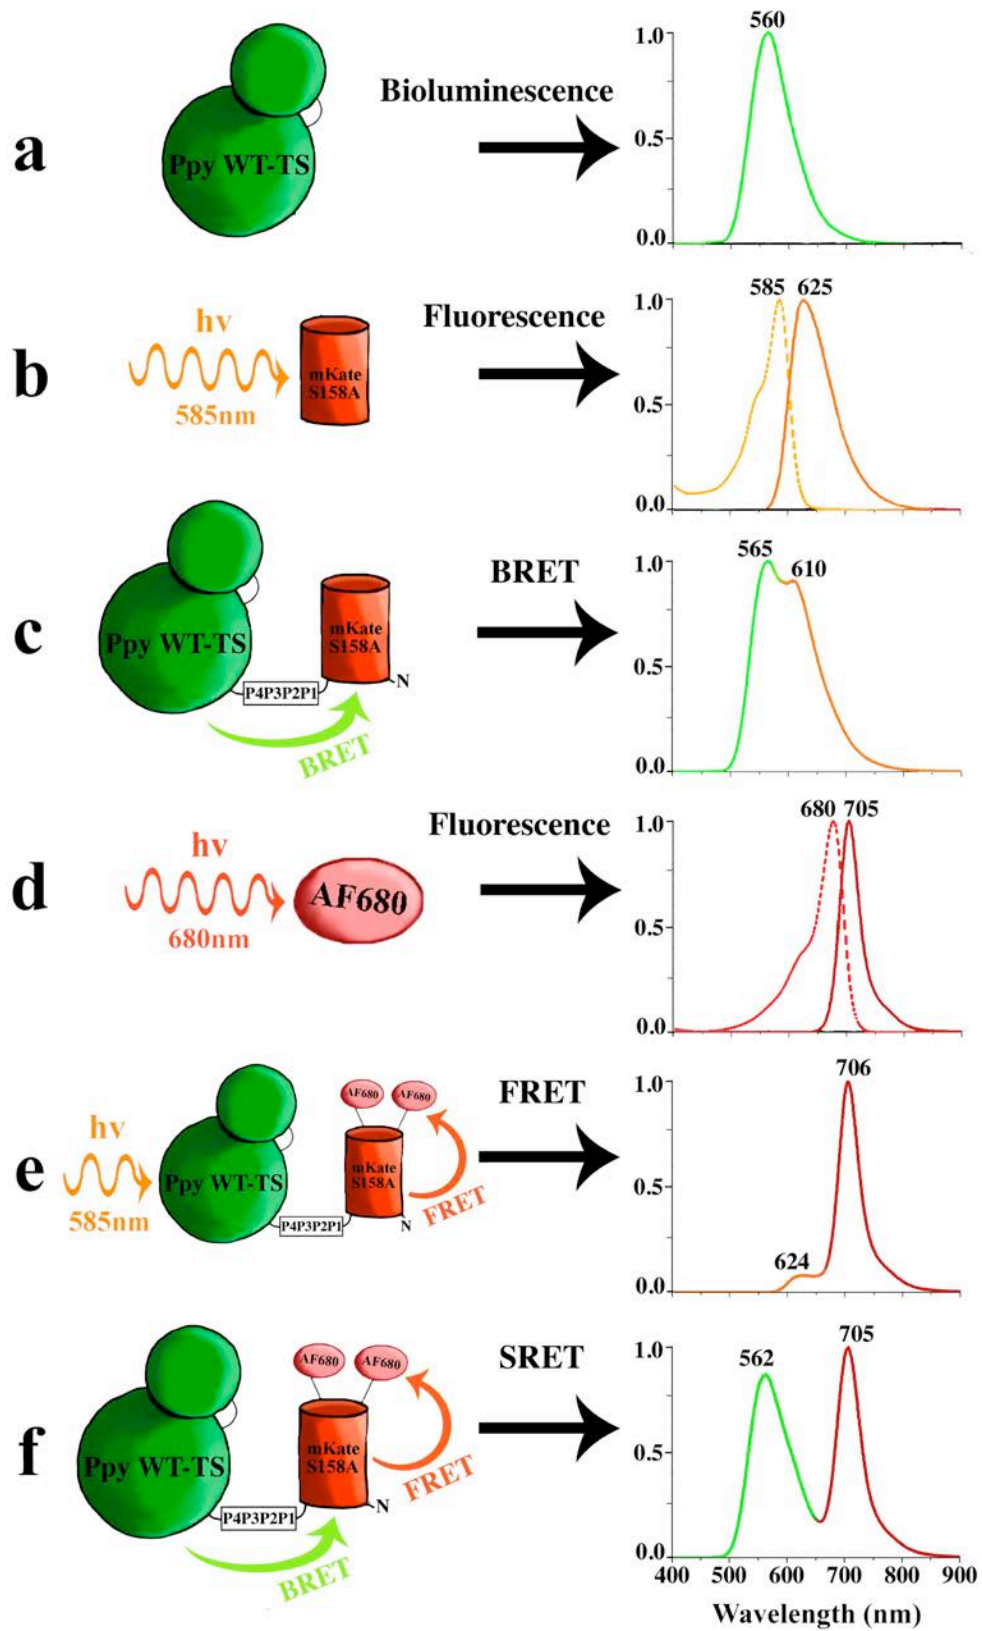 a
Ppy WT-TS
Bioluminescence
560
1.0
0.5
0.0
b
hv
585nm
mKate
S158A
Fluorescence
585 625
1.0
0.5
0.0
c
Ppy WT-TS
P4P3P2P1
mKate
S158A
N
BRET
BRET
565
610
1.0
0.5
0.0
d
hv
680nm
AF680
Fluorescence
680 705
1.0
0.5
0.0
e
hv
585nm
Ppy WT-TS
P4P3P2P1
AF680 AF680
mKate
S158A
N
FRET
FRET
706
624
1.0
0.5
0.0
f
Ppy WT-TS
P4P3P2P1
AF680 AF680
mKate
S158A
N
FRET
BRET
SRET
562
705
1.0
0.5
0.0
400 500 600 700 800 900
Wavelength (nm)